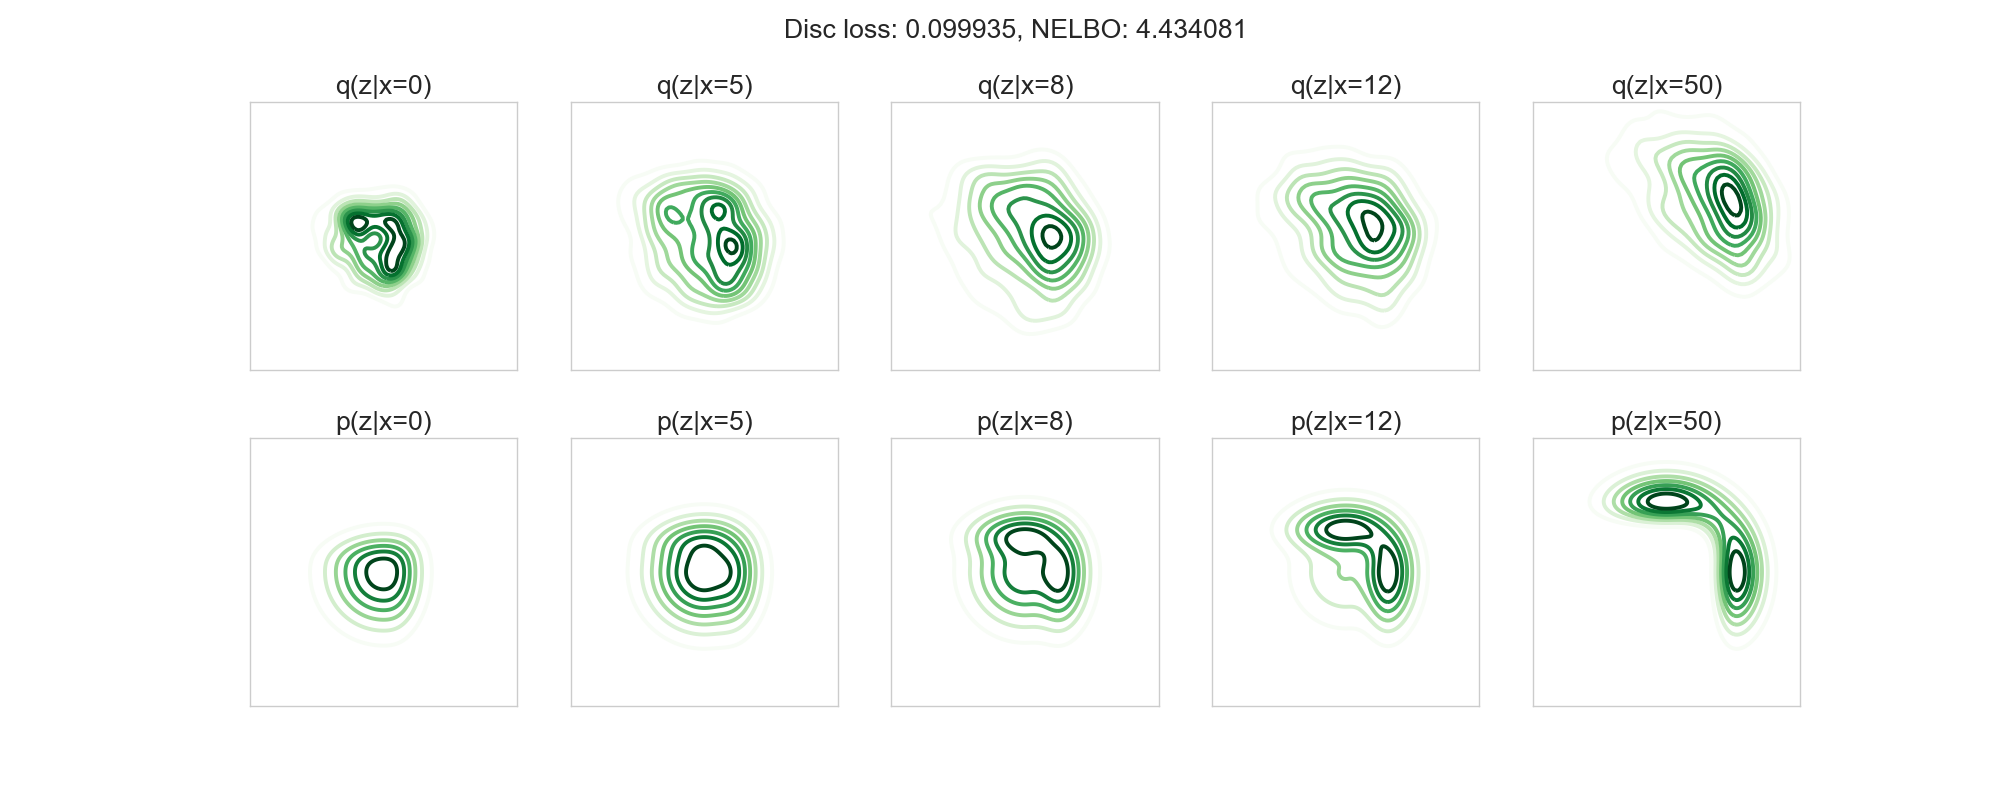 Disc loss: 0.099935, NELBO: 4.434081
q(z|x=0) q(z|x=5) q(z|x=8) q(z|x=12) q(z|x=50)
p(z|x=0) p(z|x=5) p(z|x=8) p(z|x=12) p(z|x=50)